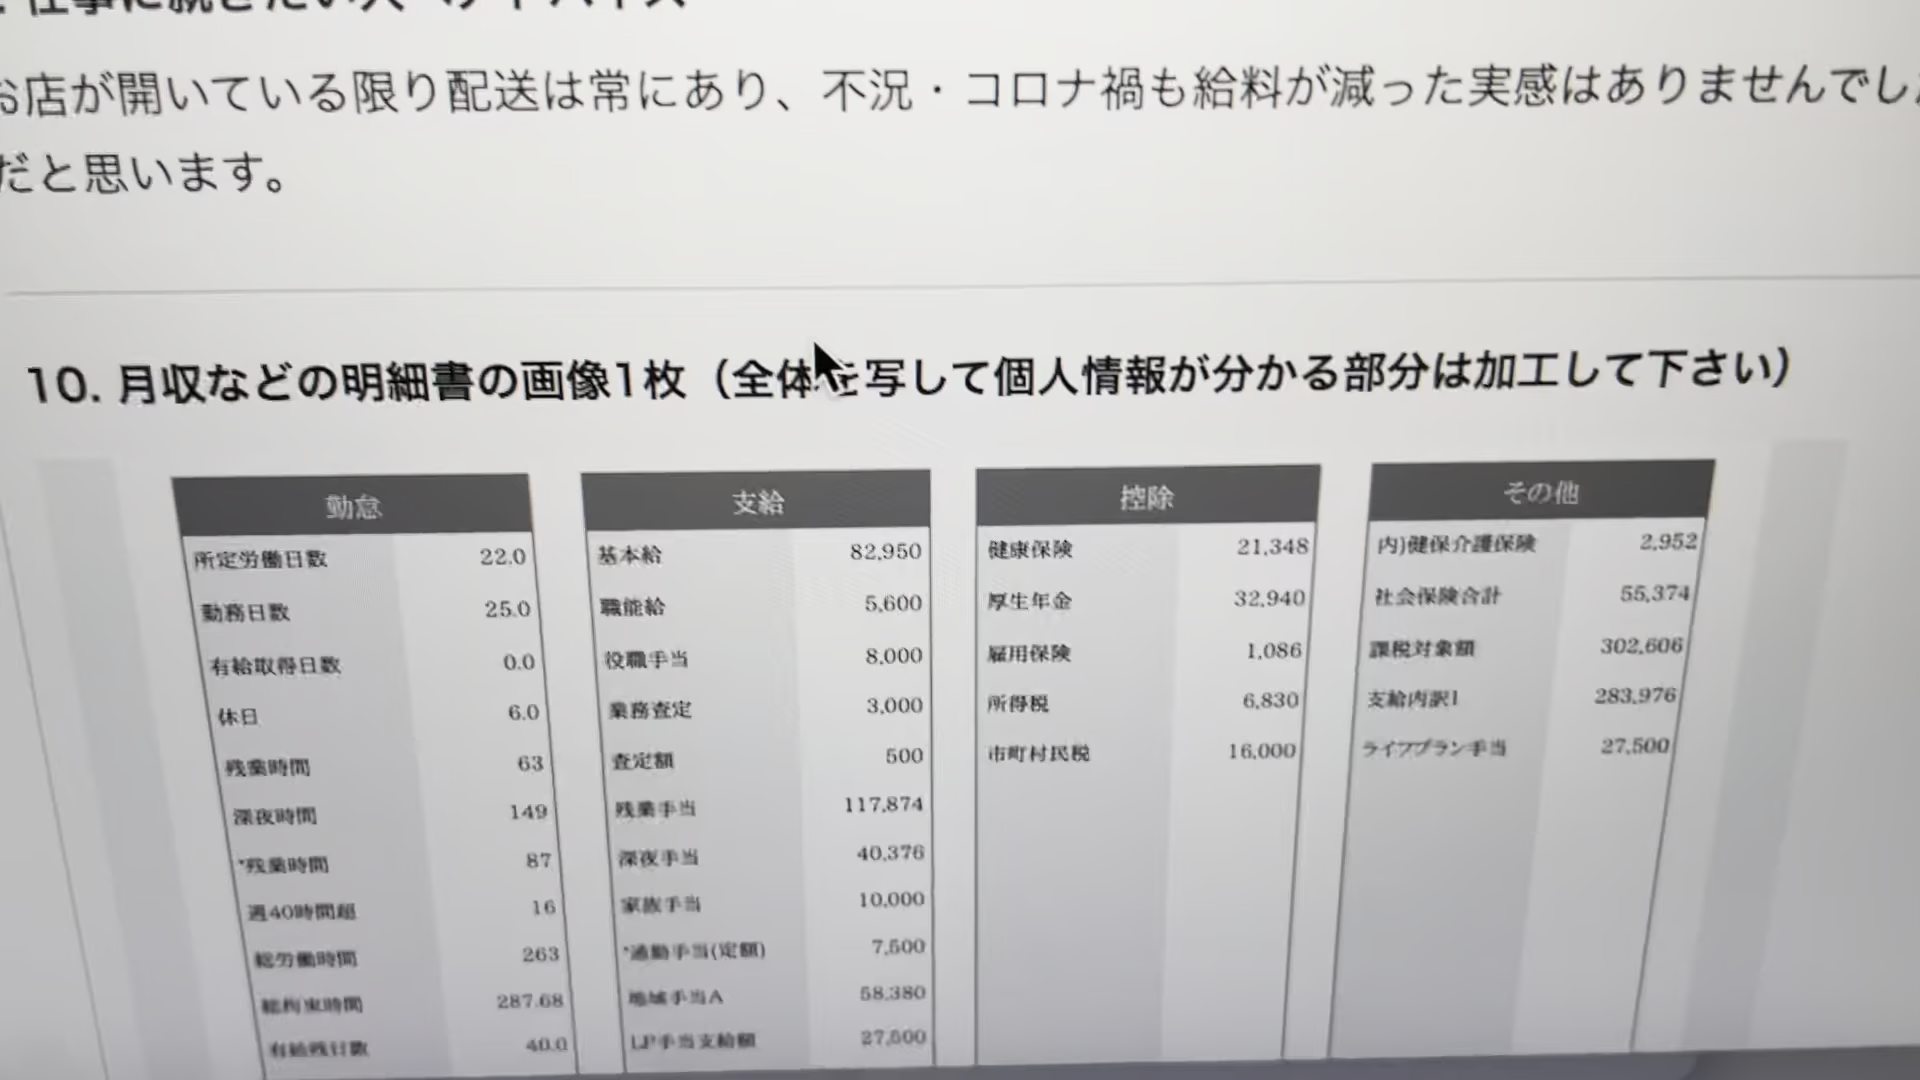 お店が開いている限り配送は常にあり、不況・コロナ禍も給料が減った実感はありませんでした
だと思います。
10. 月収などの明細書の画像1枚（全体を写して個人情報が分かる部分は加工して下さい）
勤怠
所定労働日数 22.0
勤務日数 25.0
有給取得日数 0.0
休日 6.0
残業時間 63
深夜時間 149
*残業時間 87
週40時間超 16
総労働時間 263
総拘束時間 287.68
有給残日数 40.0
支給
基本給 82,950
職能給 5,600
役職手当 8,000
業務査定 3,000
査定額 500
残業手当 117,874
深夜手当 40,376
家族手当 10,000
*通勤手当(定額) 7,500
地域手当A 58,380
LP手当支給額 27,500
控除
健康保険 21,348
厚生年金 32,940
雇用保険 1,086
所得税 6,830
市町村民税 16,000
その他
内)健保介護保険 2,952
社会保険合計 55,374
課税対象額 302,606
支給内訳1 283,976
ライフプラン手当 27,500